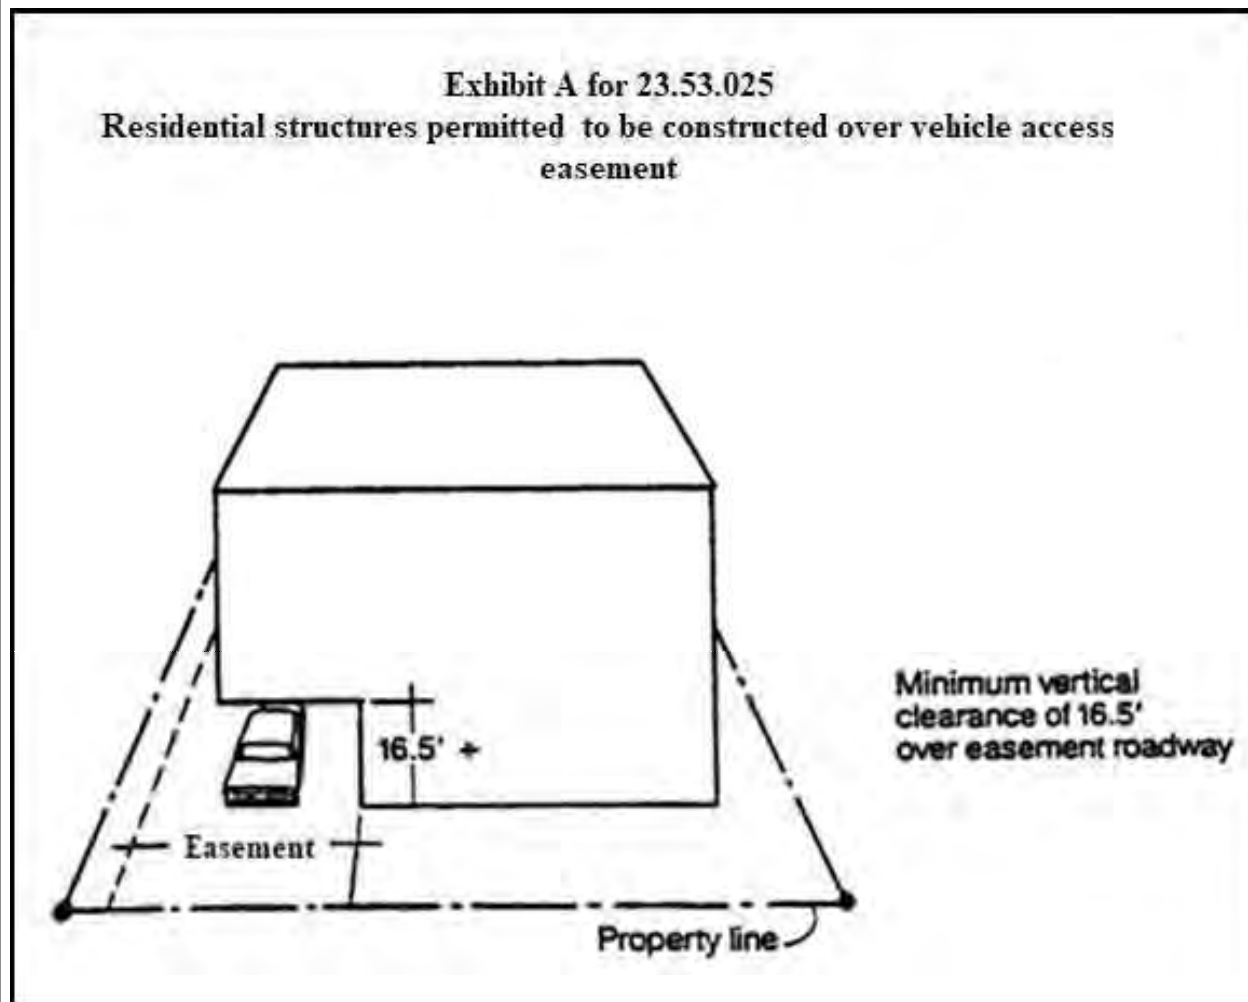 Exhibit A for 23.53.025
Residential structures permitted to be constructed over vehicle access
easement
Minimum vertical
clearance of 16.5'
over easement roadway
16.5' +
Easement
Property line